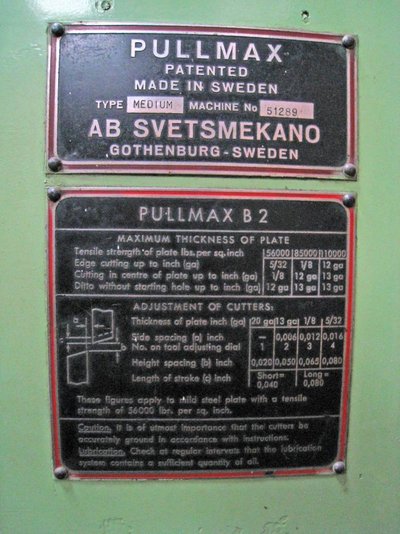 PULLMAX
PATENTED
MADE IN SWEDEN
TYPE MEDIUM MACHINE No 51289
AB SVETSMEKANO
GOTHENBURG-SWEDEN
PULLMAX B 2
MAXIMUM THICKNESS OF PLATE
Tensile strength of plate lbs. per sq. inch 56000 85000 110000
Edge cutting up to inch (ga) 5/32 1/8 12 ga
Cutting in centre of plate up to inch (ga) 1/8 12 ga 13 ga
Ditto without starting hole up to inch (ga) 12 ga 13 ga 13 ga
ADJUSTMENT OF CUTTERS:
Thickness of plate inch (ga) 20 ga 13 ga 1/8 5/32
Side spacing (a) inch — 0,006 0,012 0,016
No. on tool adjusting dial 1 2 3 4
Height spacing (b) inch 0,020 0,050 0,065 0,080
Length of stroke (c) inch Short= 0,040 Long= 0,080
These figures apply to mild steel plate with a tensile
strength of 56000 lbs. per sq. inch.
Caution. It is of utmost importance that the cutters be
accurately ground in accordance with instructions.
Lubrication. Check at regular intervals that the lubrication
system contains a sufficient quantity of oil.